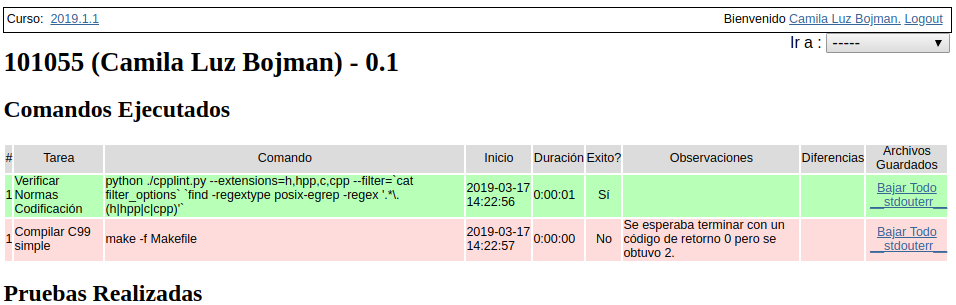 Curso: 2019.1.1
Bienvenido Camila Luz Bojman. Logout
Ir a : -----
101055 (Camila Luz Bojman) - 0.1
Comandos Ejecutados
# Tarea Comando Inicio Duración Exito? Observaciones Diferencias Archivos
Guardados
1 Verificar
Normas
Codificación
python ./cpplint.py --extensions=h,hpp,c,cpp --filter=`cat
filter_options` `find -regextype posix-egrep -regex '.*\.
(h|hpp|c|cpp)'`
2019-03-17
14:22:56
0:00:01
Sí
Bajar Todo
__stdouterr__
1 Compilar C99
simple
make -f Makefile
2019-03-17
14:22:57
0:00:00
No
Se esperaba terminar con un
código de retorno 0 pero se
obtuvo 2.
Bajar Todo
__stdouterr__
Pruebas Realizadas